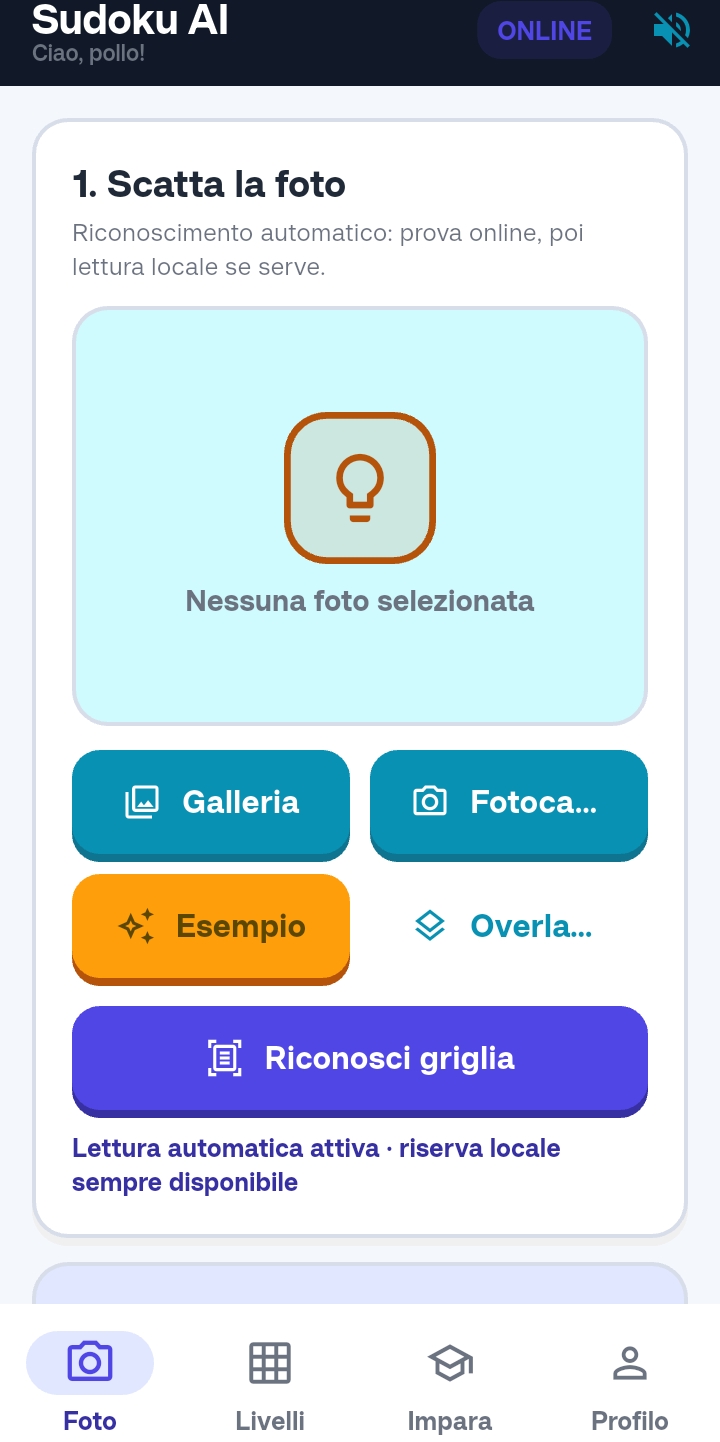 Sudoku AI
Ciao, pollo!
ONLINE
1. Scatta la foto
Riconoscimento automatico: prova online, poi
lettura locale se serve.
Nessuna foto selezionata
Galleria
Fotoca...
Esempio
Overla...
Riconosci griglia
Lettura automatica attiva · riserva locale
sempre disponibile
Foto
Livelli
Impara
Profilo